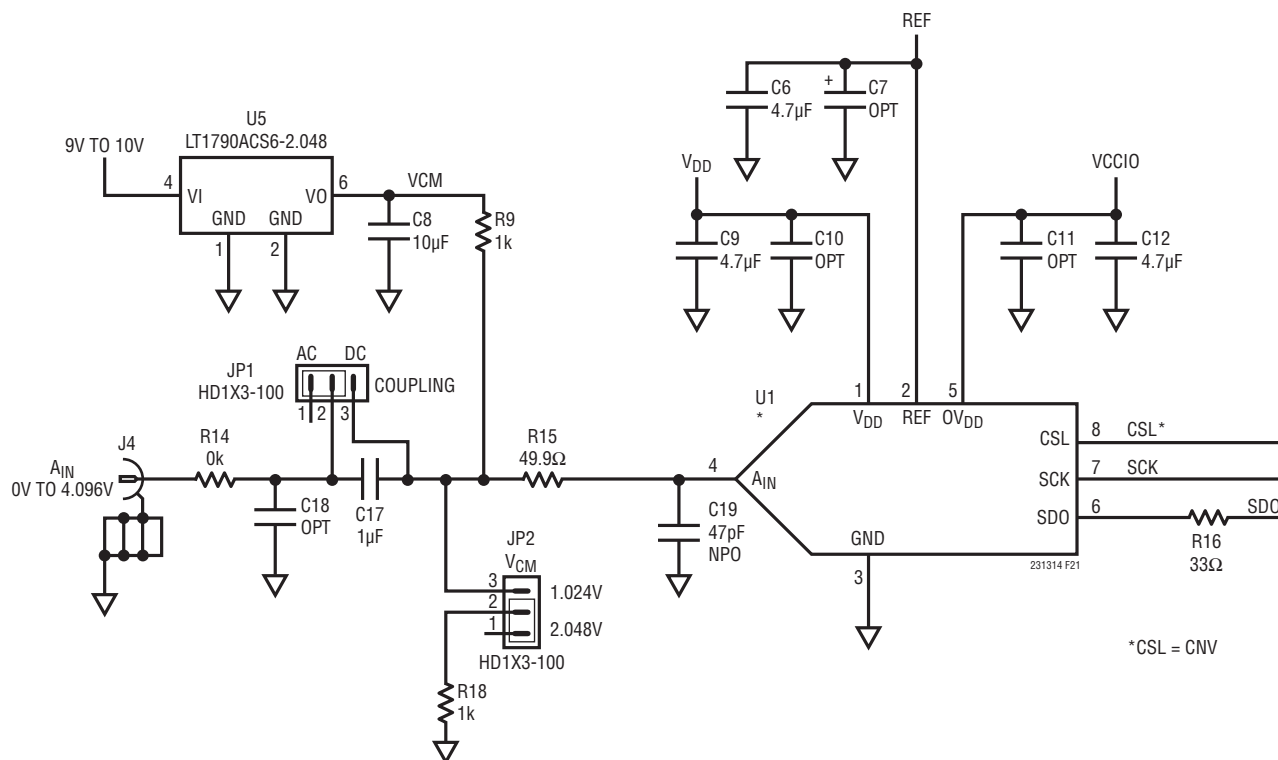 REF
C6
4.7µF
+
C7
OPT
U5
LT1790ACS6-2.048
9V TO 10V
4
VI
VO
6
VCM
GND
GND
1
2
C8
10µF
R9
1k
VDD
C9
4.7µF
C10
OPT
VCCIO
C11
OPT
C12
4.7µF
AC
DC
JP1
HD1X3-100
COUPLING
1
2
3
U1
*
1
2
5
VDD
REF
OVDD
J4
AIN
0V TO 4.096V
R14
0k
C18
OPT
C17
1µF
R15
49.9Ω
4
AIN
C19
47pF
NPO
GND
3
CSL
8
CSL*
SCK
7
SCK
SDO
6
SDO
R16
33Ω
231314 F21
JP2
VCM
3
1.024V
2
1
2.048V
HD1X3-100
R18
1k
*CSL = CNV